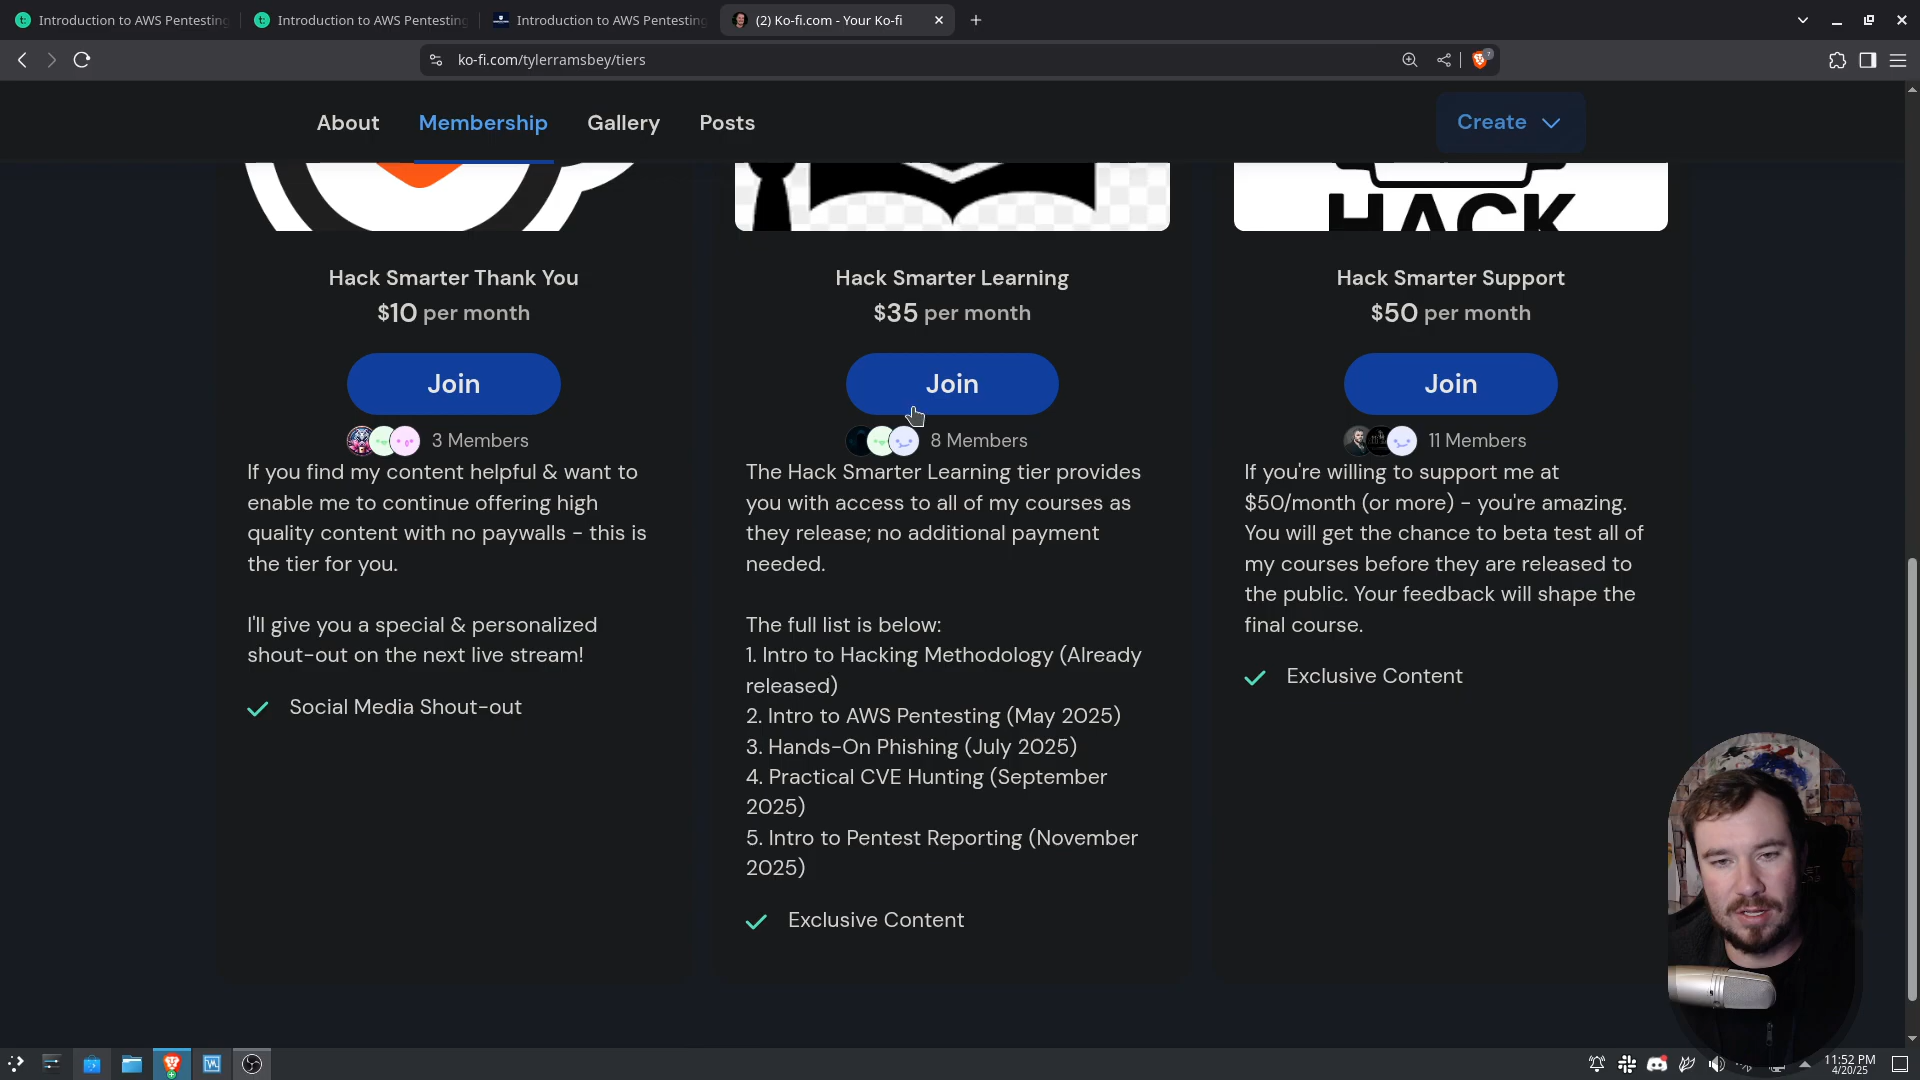 Introduction to AWS Pentesting
Introduction to AWS Pentesting
Introduction to AWS Pentesting
(2) Ko-fi.com - Your Ko-fi
ko-fi.com/tylerramsbey/tiers
7
About
Membership
Gallery
Posts
Create
HACK
Hack Smarter Thank You
$10 per month
Join
3 Members
If you find my content helpful & want to
enable me to continue offering high
quality content with no paywalls - this is
the tier for you.
I'll give you a special & personalized
shout-out on the next live stream!
Social Media Shout-out
Hack Smarter Learning
$35 per month
Join
8 Members
The Hack Smarter Learning tier provides
you with access to all of my courses as
they release; no additional payment
needed.
The full list is below:
1. Intro to Hacking Methodology (Already
released)
2. Intro to AWS Pentesting (May 2025)
3. Hands-On Phishing (July 2025)
4. Practical CVE Hunting (September
2025)
5. Intro to Pentest Reporting (November
2025)
Exclusive Content
Hack Smarter Support
$50 per month
Join
11 Members
If you're willing to support me at
$50/month (or more) - you're amazing.
You will get the chance to beta test all of
my courses before they are released to
the public. Your feedback will shape the
final course.
Exclusive Content
11:52 PM
4/20/25